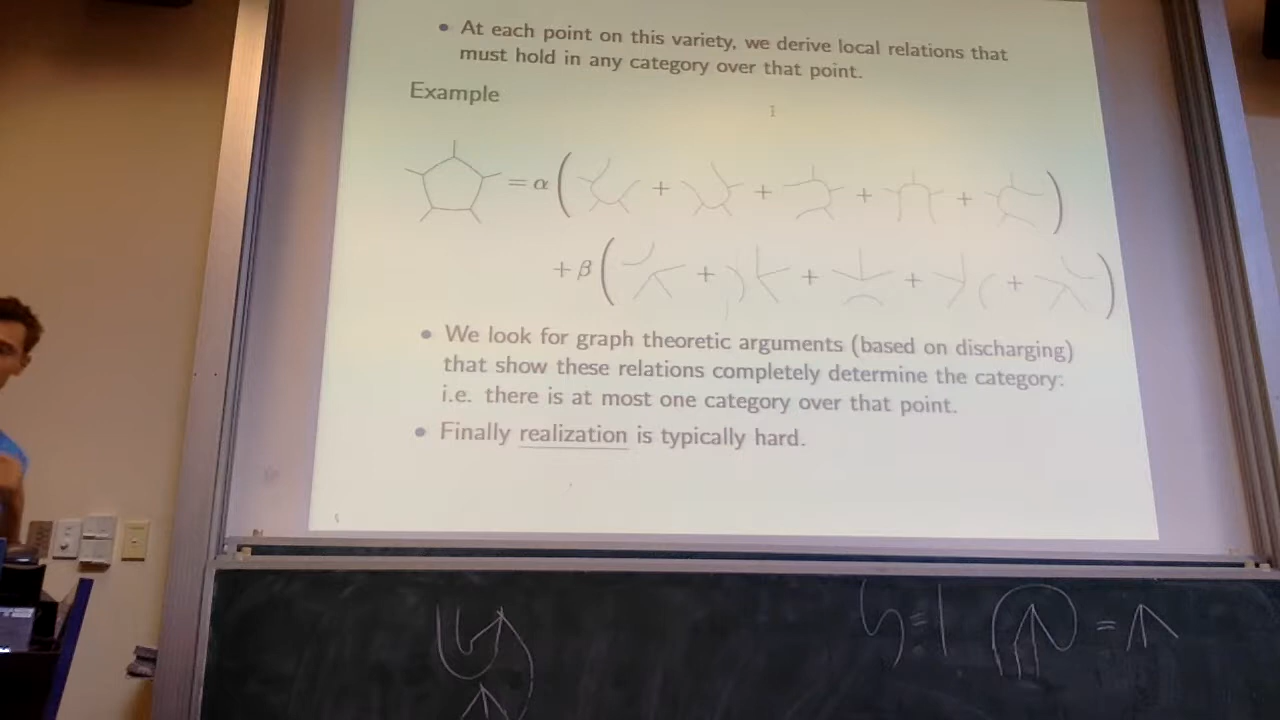 • At each point on this variety, we derive local relations that
must hold in any category over that point.
Example
= α ( + + + + )
+ β ( + + + + )
• We look for graph theoretic arguments (based on discharging)
that show these relations completely determine the category:
i.e. there is at most one category over that point.
• Finally realization is typically hard.
= =